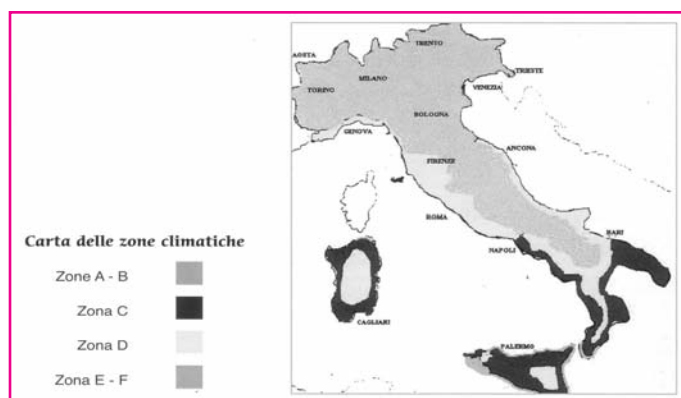 Carta delle zone climatiche
Zone A - B
Zona C
Zona D
Zona E - F
AOSTA
TRENTO
MILANO
TRIESTE
TORINO
VENEZIA
BOLOGNA
GENOVA
ANCONA
FIRENZE
ROMA
BARI
NAPOLI
CAGLIARI
PALERMO